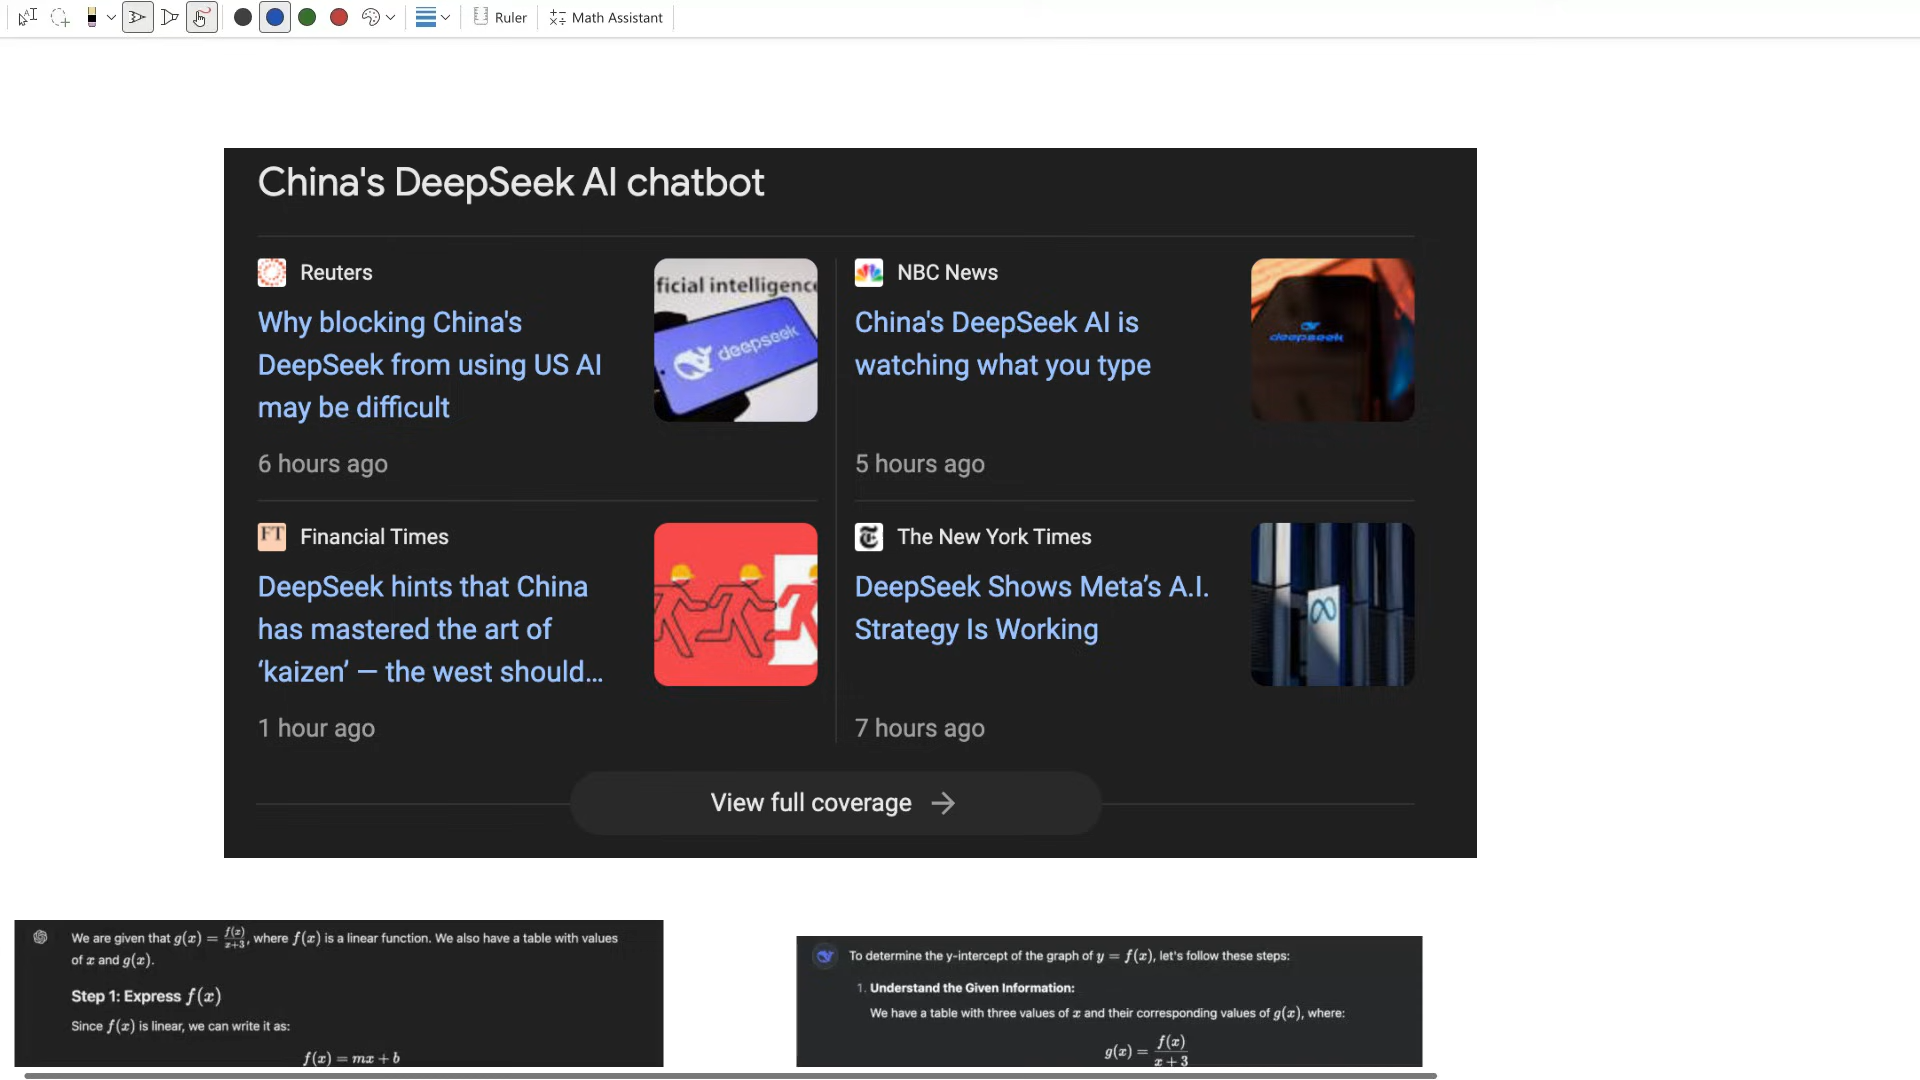 Ruler
Math Assistant
China's DeepSeek AI chatbot
Reuters
Why blocking China's
DeepSeek from using US AI
may be difficult
6 hours ago
ficial intelligence
deepseek
NBC News
China's DeepSeek AI is
watching what you type
5 hours ago
deepseek
FT
Financial Times
DeepSeek hints that China
has mastered the art of
‘kaizen’ — the west should...
1 hour ago
The New York Times
DeepSeek Shows Meta’s A.I.
Strategy Is Working
7 hours ago
View full coverage →
We are given that g(x) = f(x)/x+3, where f(x) is a linear function. We also have a table with values
of x and g(x).
Step 1: Express f(x)
Since f(x) is linear, we can write it as:
f(x) = mx + b
To determine the y-intercept of the graph of y = f(x), let's follow these steps:
1. Understand the Given Information:
We have a table with three values of x and their corresponding values of g(x), where:
g(x) = f(x)/x + 3